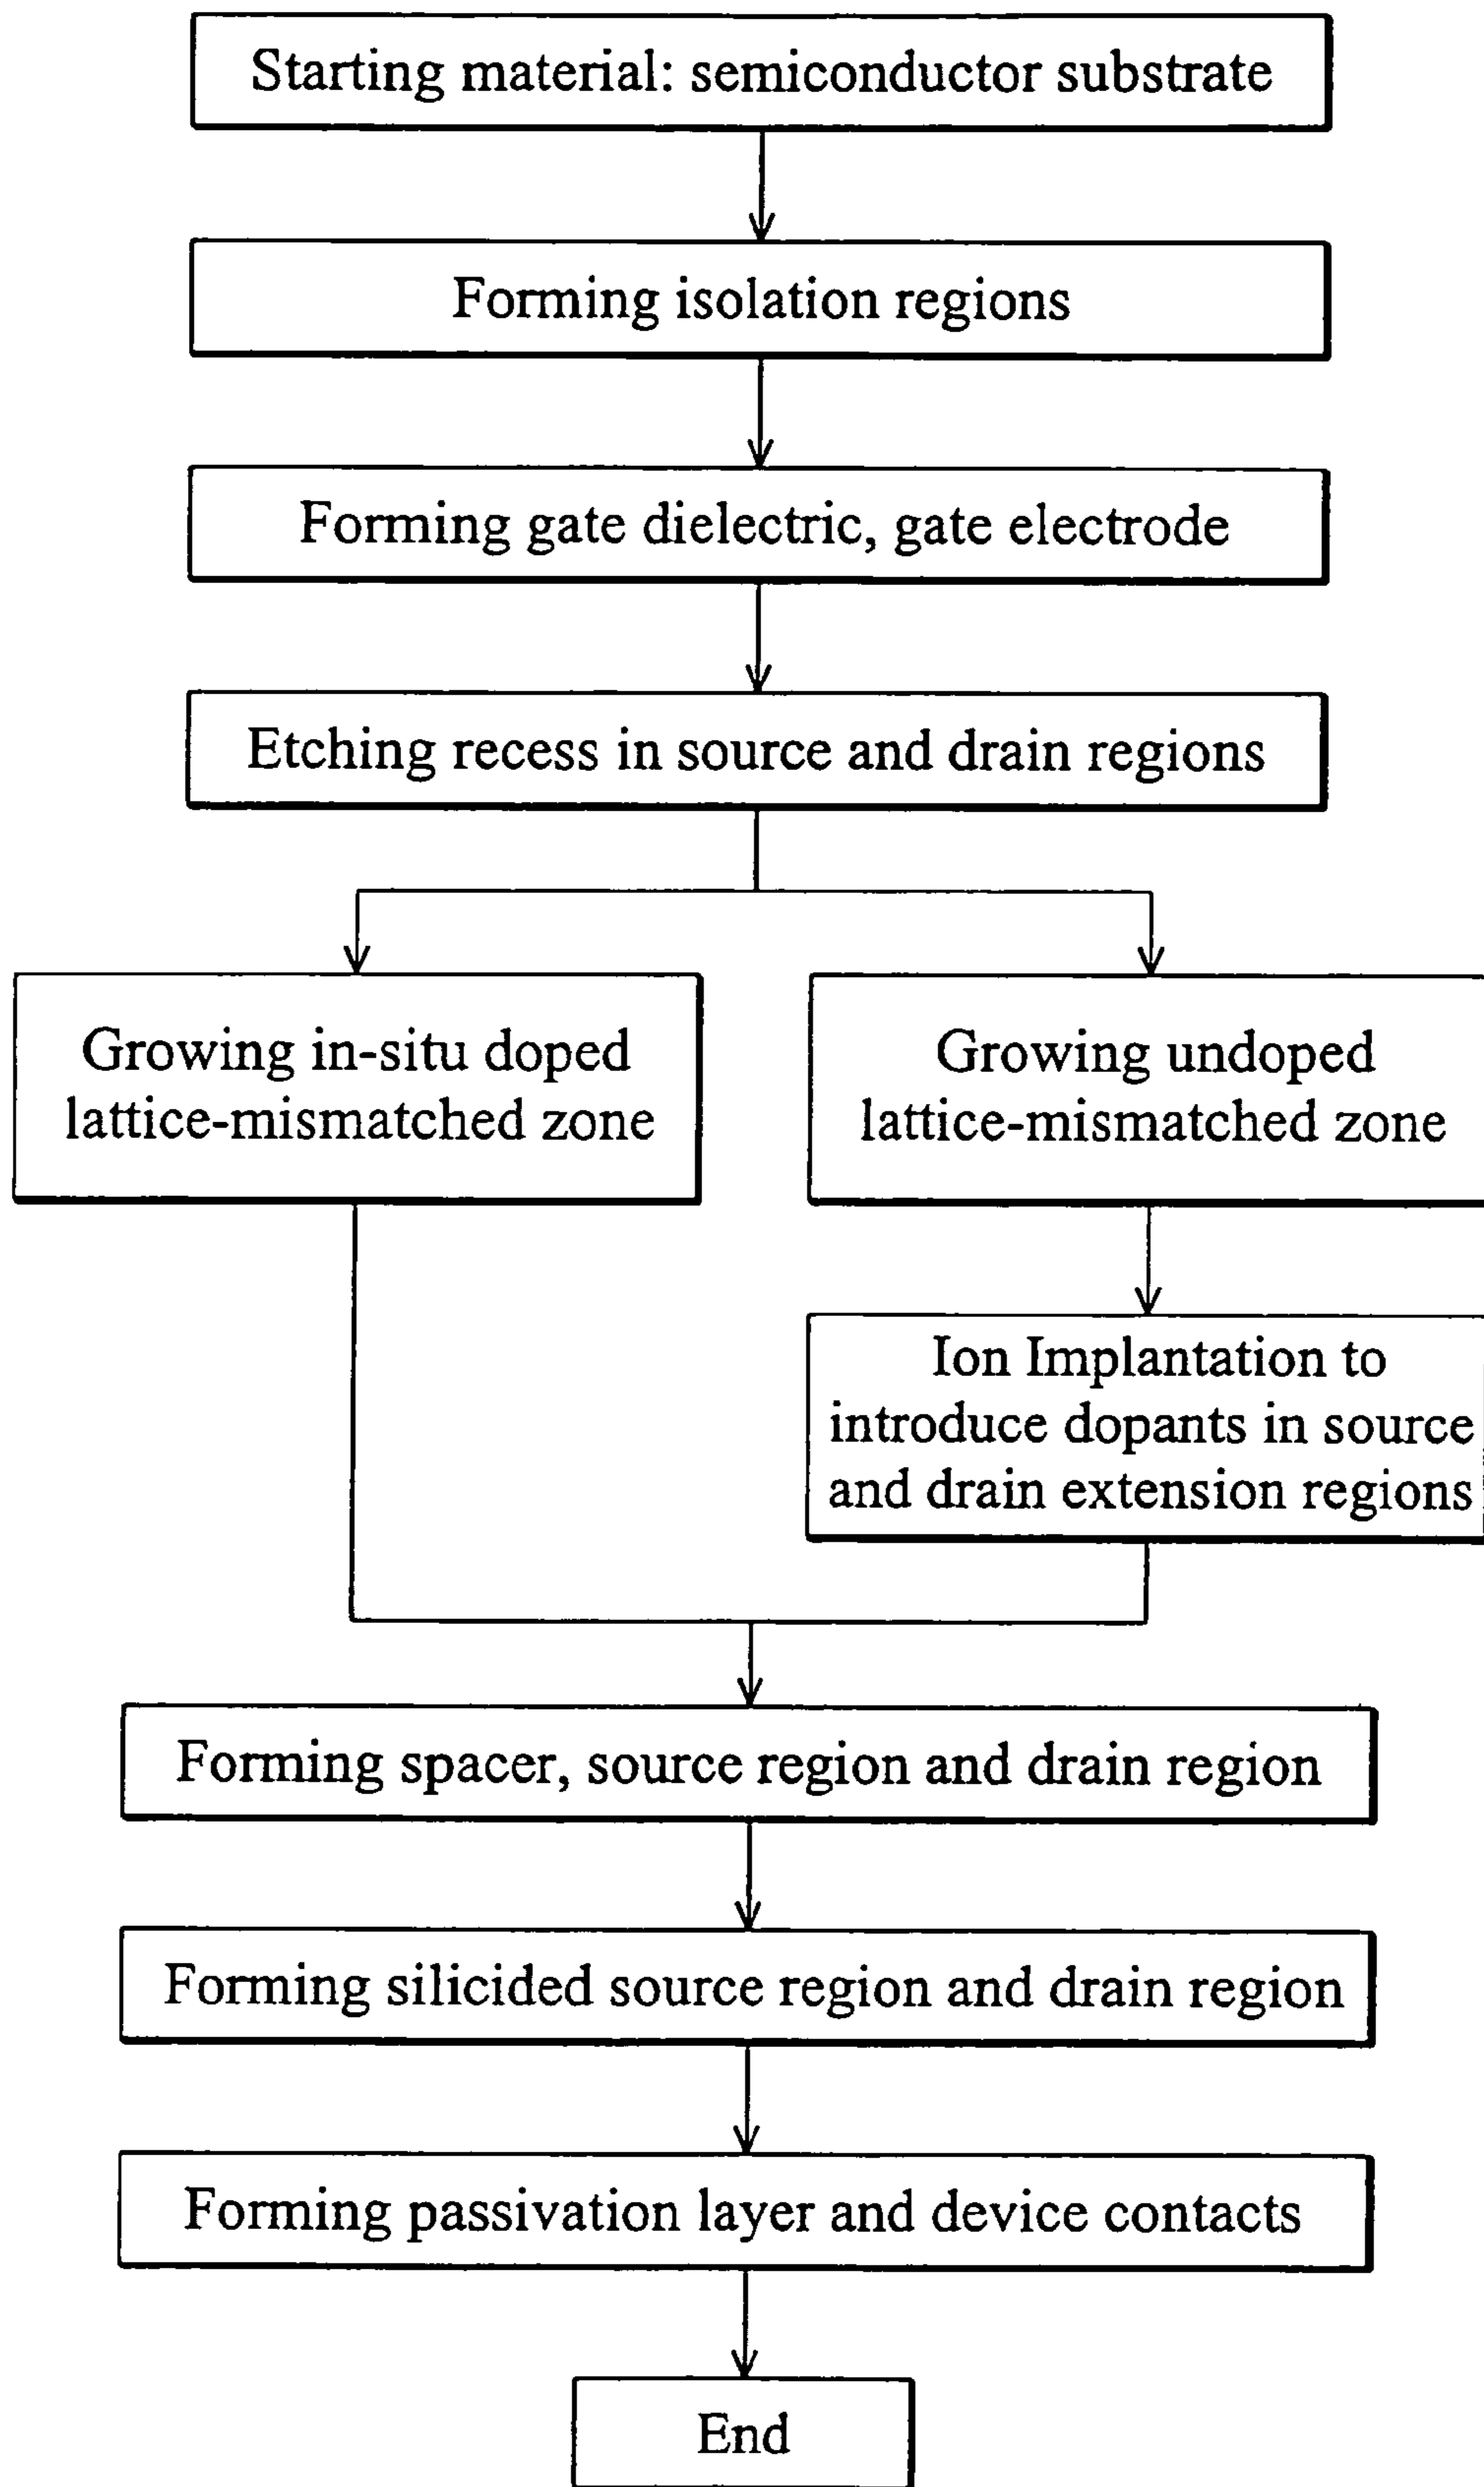 Starting material: semiconductor substrate
Forming isolation regions
Forming gate dielectric, gate electrode
Etching recess in source and drain regions
Growing in-situ doped
lattice-mismatched zone
Growing undoped
lattice-mismatched zone
Ion Implantation to
introduce dopants in source
and drain extension regions
Forming spacer, source region and drain region
Forming silicided source region and drain region
Forming passivation layer and device contacts
End